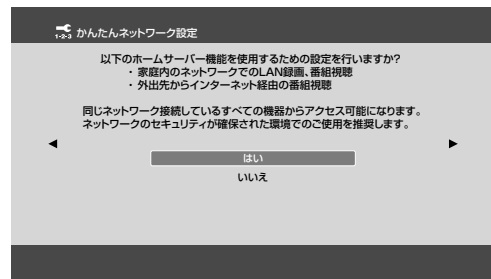 1-2-3 かんたんネットワーク設定
以下のホームサーバー機能を使用するための設定を行いますか?
・ 家庭内のネットワークでのLAN録画、番組視聴
・ 外出先からインターネット経由の番組視聴
同じネットワーク接続しているすべての機器からアクセス可能になります。
ネットワークのセキュリティが確保された環境でのご使用を推奨します。
はい
いいえ